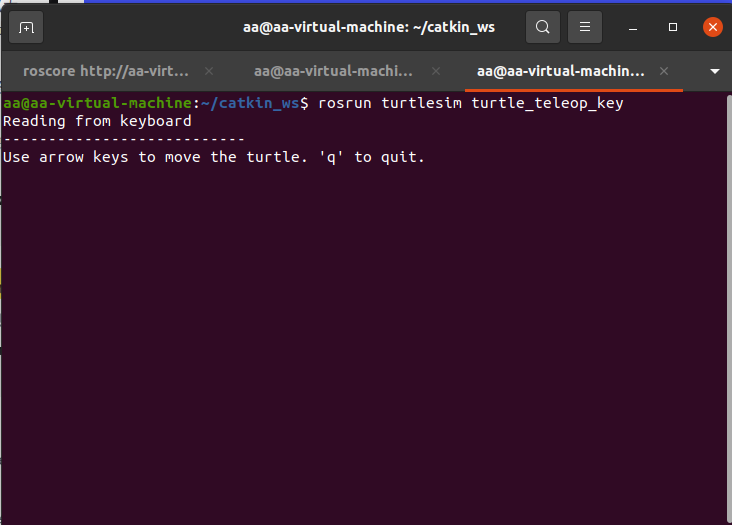 aa@aa-virtual-machine: ~/catkin_ws
roscore http://aa-virt...
aa@aa-virtual-machi...
aa@aa-virtual-machin...
aa@aa-virtual-machine:~/catkin_ws$ rosrun turtlesim turtle_teleop_key
Reading from keyboard
---------------------------
Use arrow keys to move the turtle. 'q' to quit.